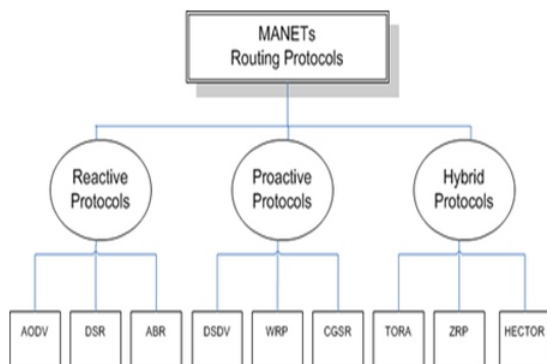 MANETs
Routing Protocols
Reactive
Protocols
Proactive
Protocols
Hybrid
Protocols
AODV
DSR
ABR
DSDV
WRP
CGSR
TORA
ZRP
HECTOR